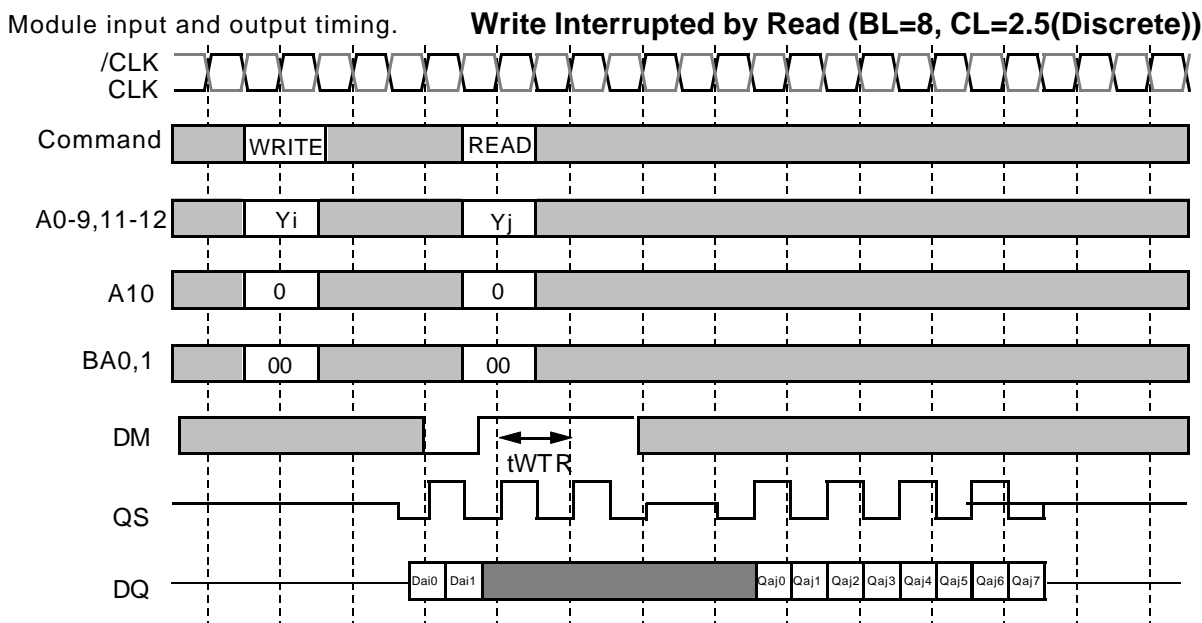 Module input and output timing. Write Interrupted by Read (BL=8, CL=2.5(Discrete))
/CLK
CLK
Command WRITE READ
A0-9,11-12 Yi Yj
A10 0 0
BA0,1 00 00
DM
tWTR
QS
DQ Dai0 Dai1 Qaj0 Qaj1 Qaj2 Qaj3 Qaj4 Qaj5 Qaj6 Qaj7